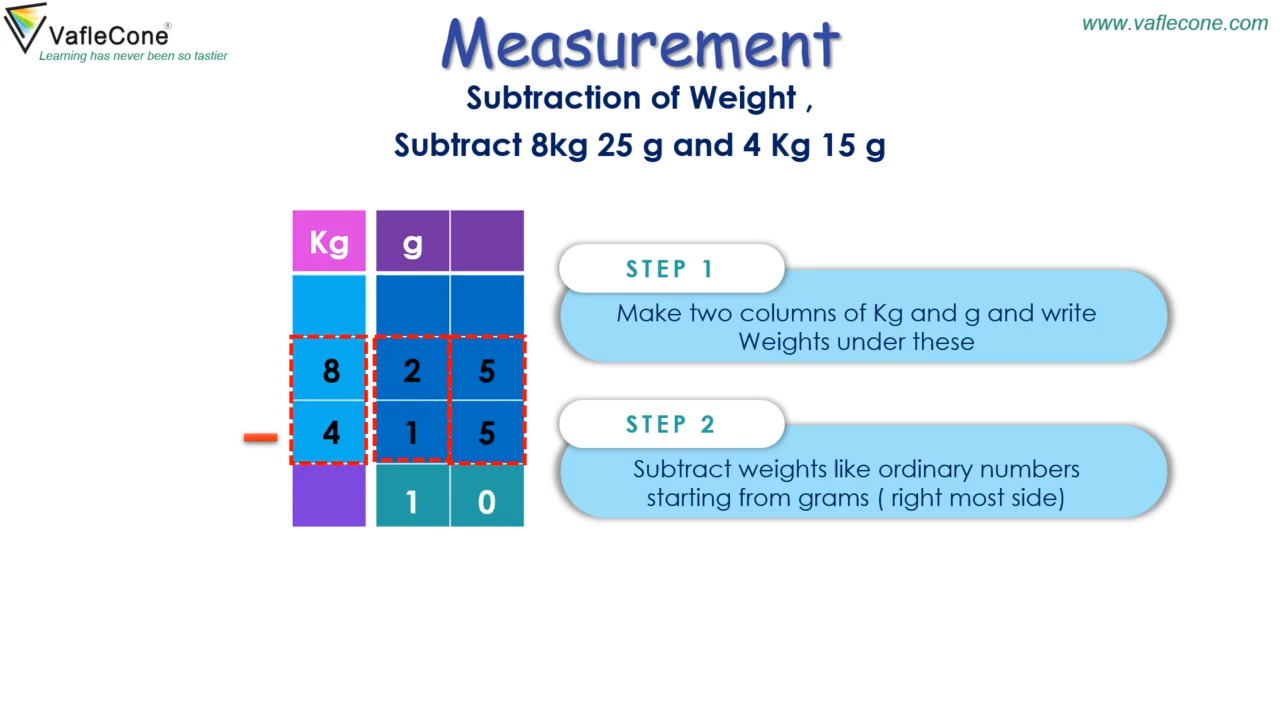 VafleCone®
Learning has never been so tastier
www.vaflecone.com
Measurement
Subtraction of Weight ,
Subtract 8kg 25 g and 4 Kg 15 g
Kg g
8 2 5
- 4 1 5
1 0
STEP 1
Make two columns of Kg and g and write
Weights under these
STEP 2
Subtract weights like ordinary numbers
starting from grams ( right most side)